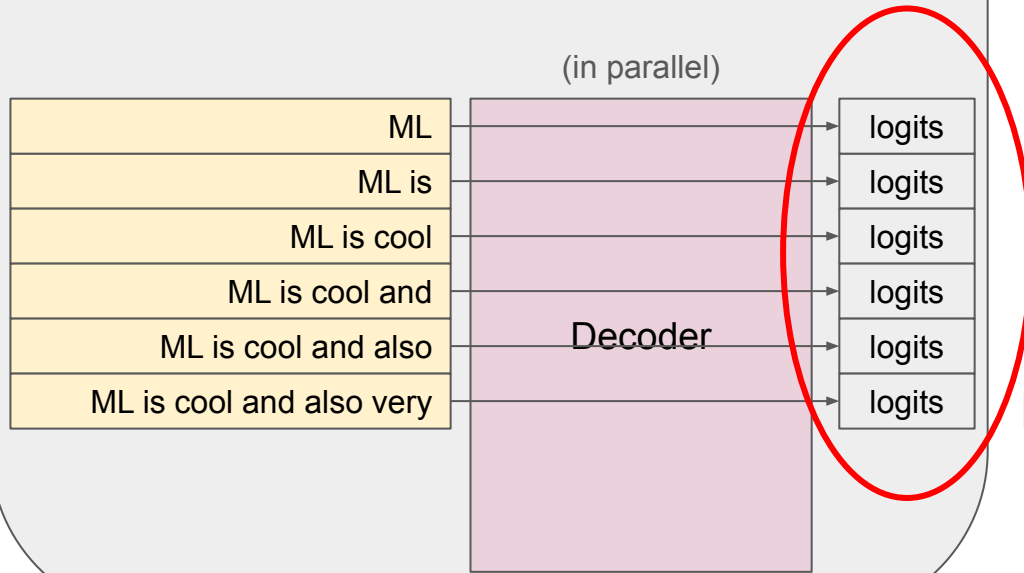 (in parallel)
ML
logits
ML is
logits
ML is cool
logits
ML is cool and
logits
Decoder
ML is cool and also
logits
ML is cool and also very
logits